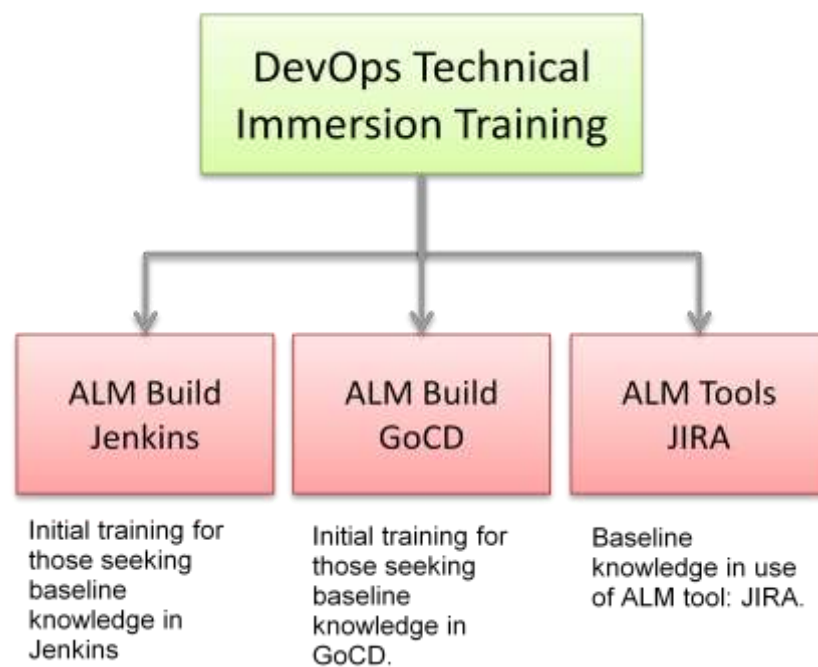 DevOps Technical
Immersion Training
ALM Build
Jenkins
ALM Build
GoCD
ALM Tools
JIRA
Initial training for
those seeking
baseline
knowledge in
Jenkins
Initial training for
those seeking
baseline
knowledge in
GoCD.
Baseline
knowledge in use
of ALM tool: JIRA.